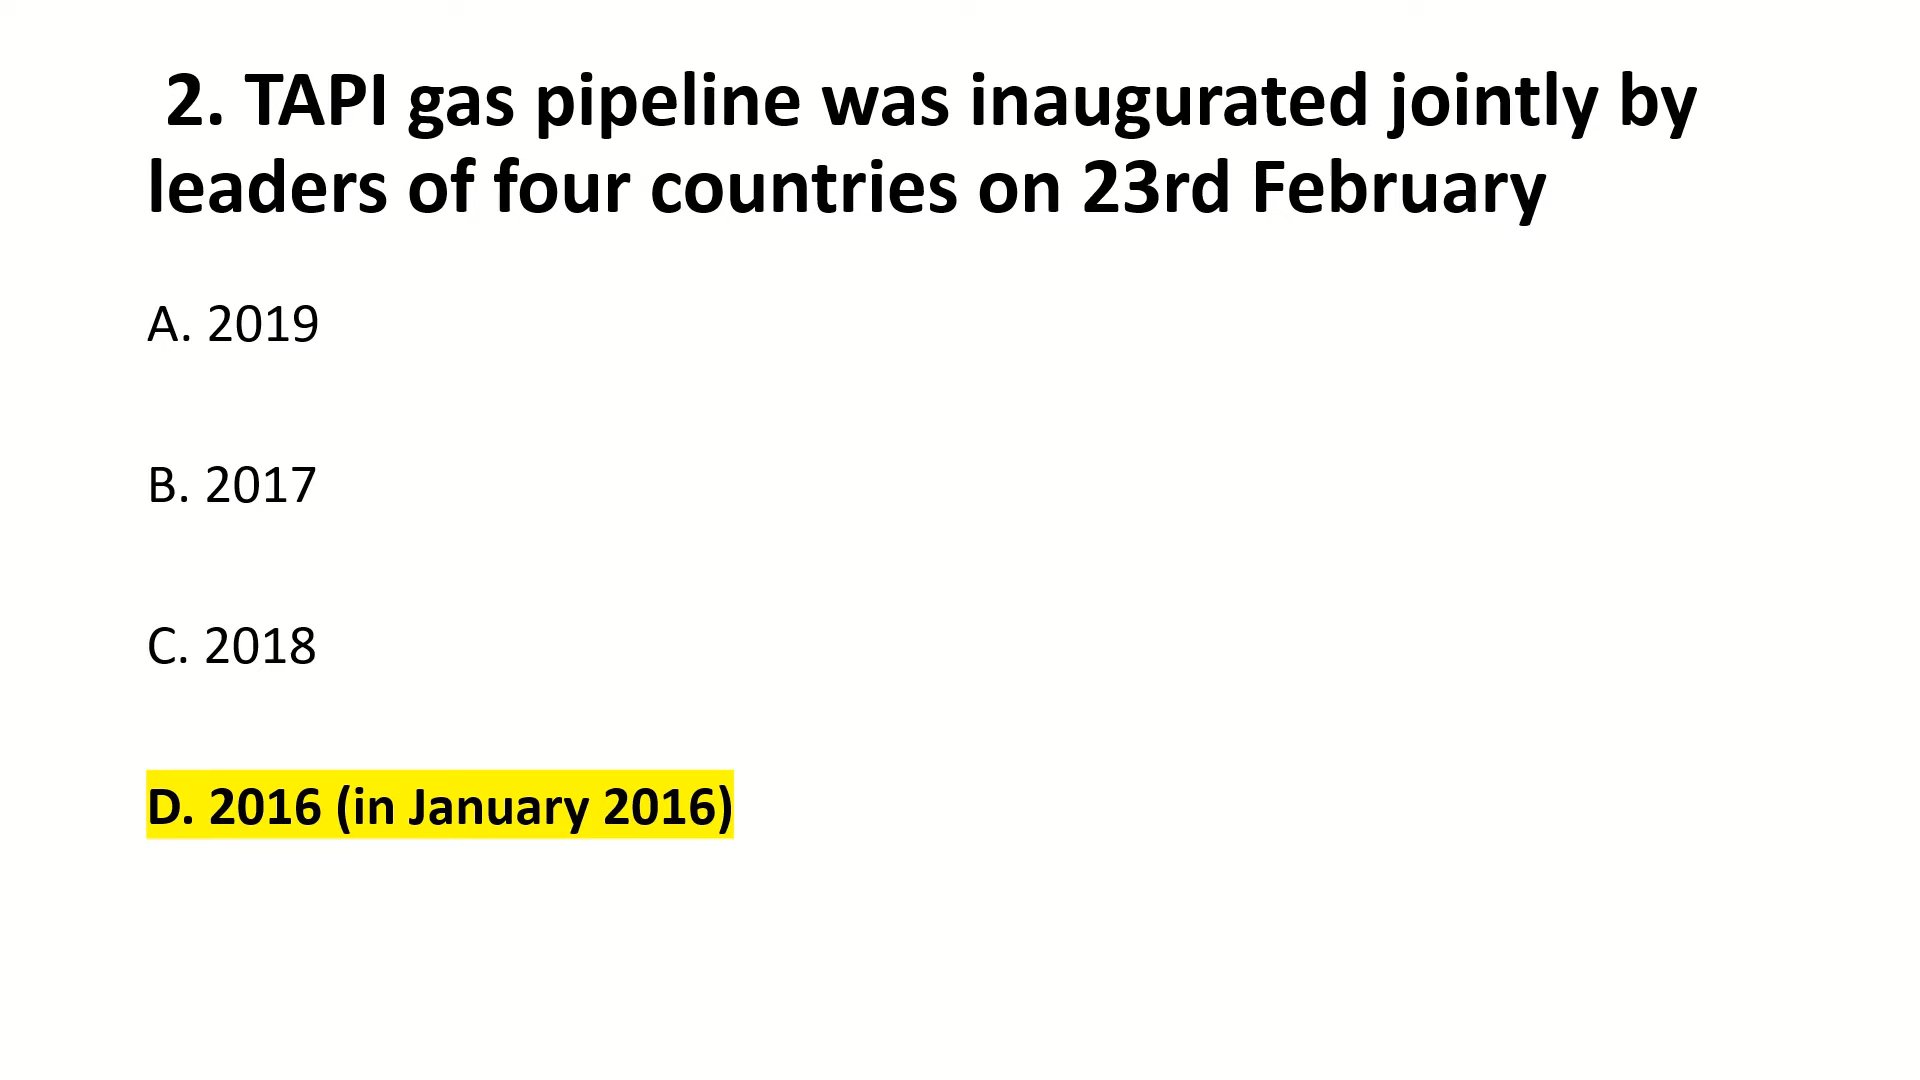 2. TAPI gas pipeline was inaugurated jointly by
leaders of four countries on 23rd February
A. 2019
B. 2017
C. 2018
D. 2016 (in January 2016)